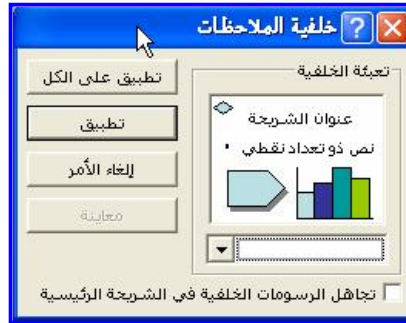 خلفية الملاحظات
تعبئة الخلفية
عنوان الشريحة
نص ذو تعداد نقطي •
تطبيق على الكل
تطبيق
إلغاء الأمر
معاينة
تجاهل الرسومات الخلفية في الشريحة الرئيسية